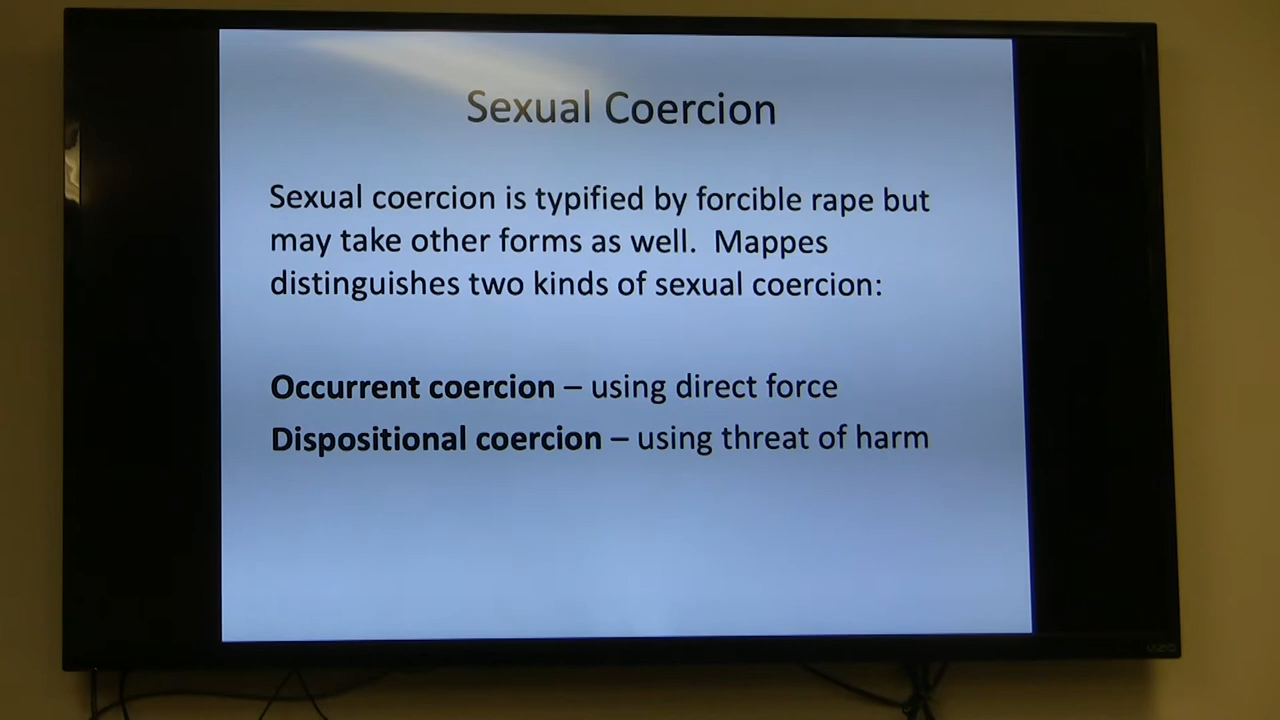 Sexual Coercion
Sexual coercion is typified by forcible rape but
may take other forms as well. Mappes
distinguishes two kinds of sexual coercion:
Occurrent coercion – using direct force
Dispositional coercion – using threat of harm
VIZIO